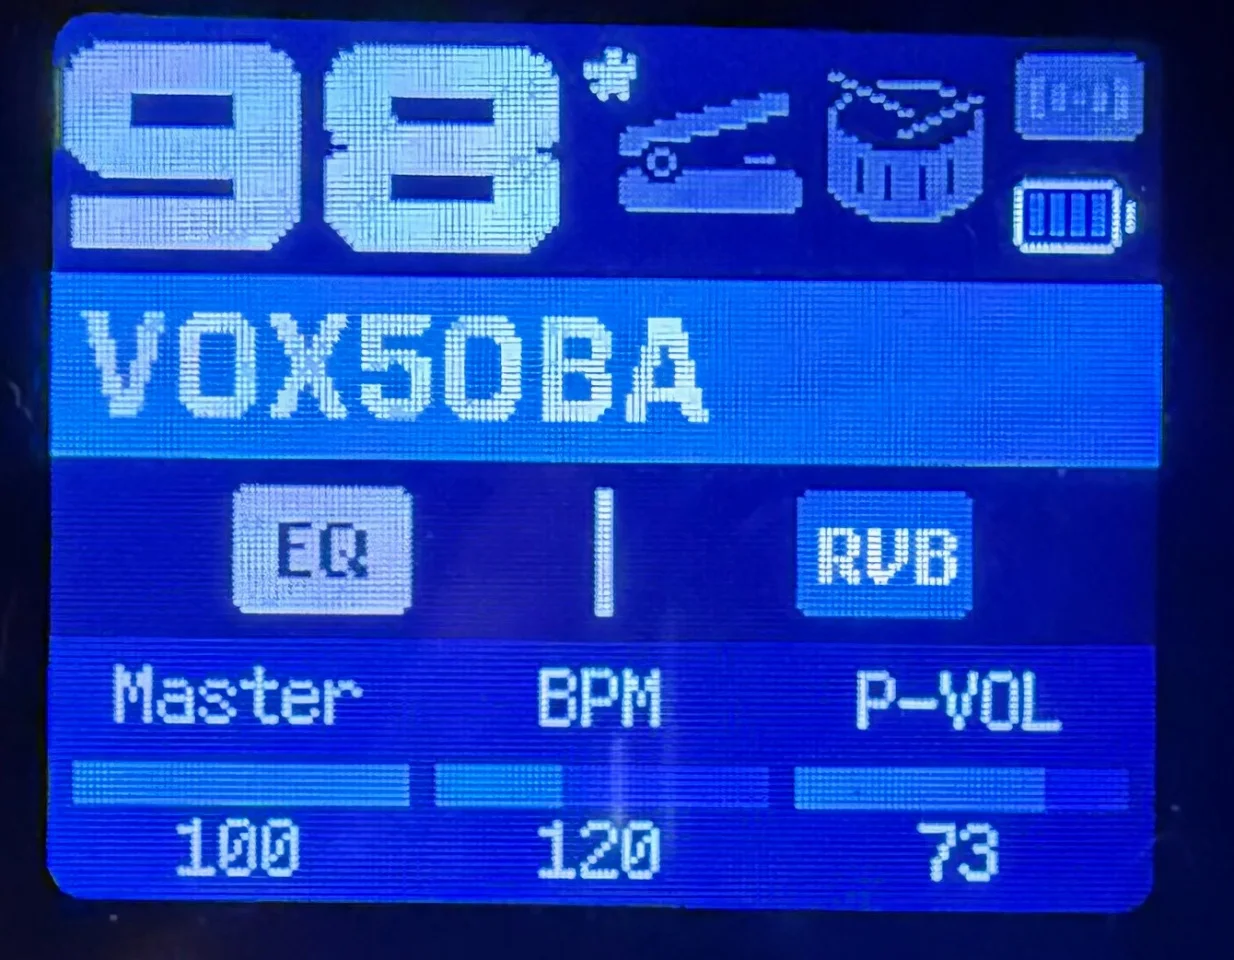 98*
VOX50BA
EQ RVB
Master BPM P-VOL
100 120 73